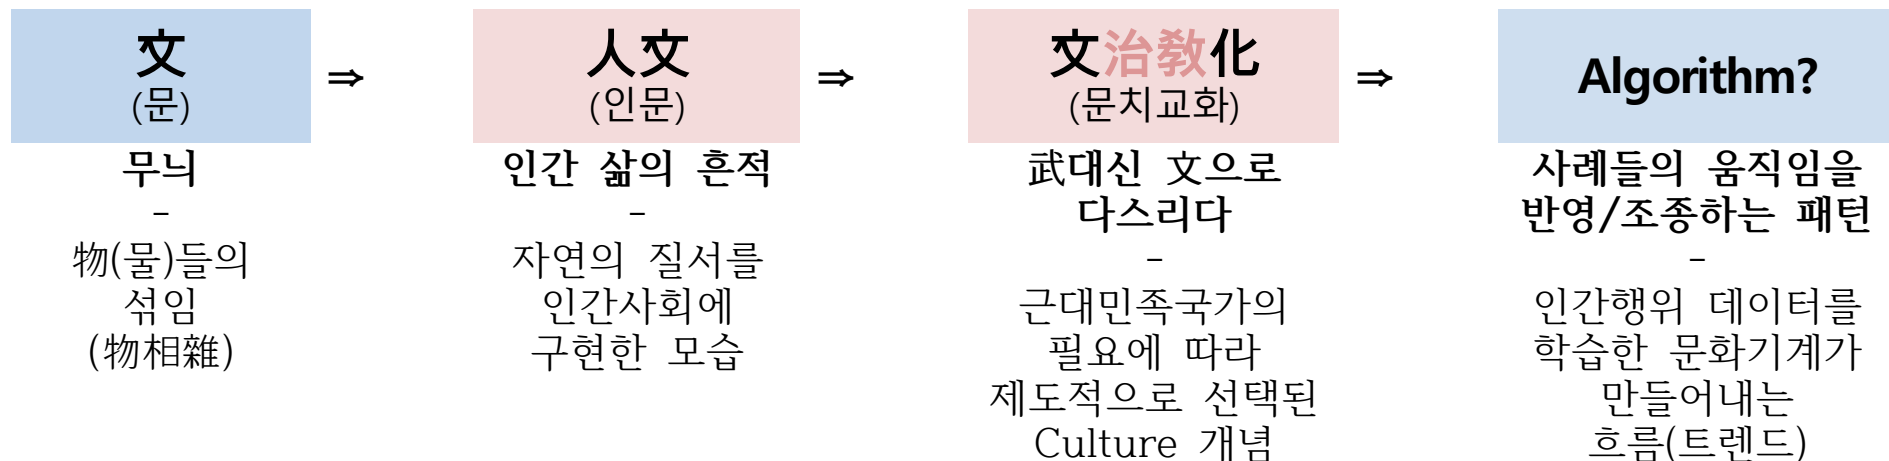 文
(문)
무늬
–
物(물)들의
섞임
(物相雜)
⇒
人文
(인문)
인간 삶의 흔적
–
자연의 질서를
인간사회에
구현한 모습
⇒
文治敎化
(문치교화)
武대신 文으로
다스리다
–
근대민족국가의
필요에 따라
제도적으로 선택된
Culture 개념
⇒
Algorithm?
사례들의 움직임을
반영/조종하는 패턴
–
인간행위 데이터를
학습한 문화기계가
만들어내는
흐름(트렌드)